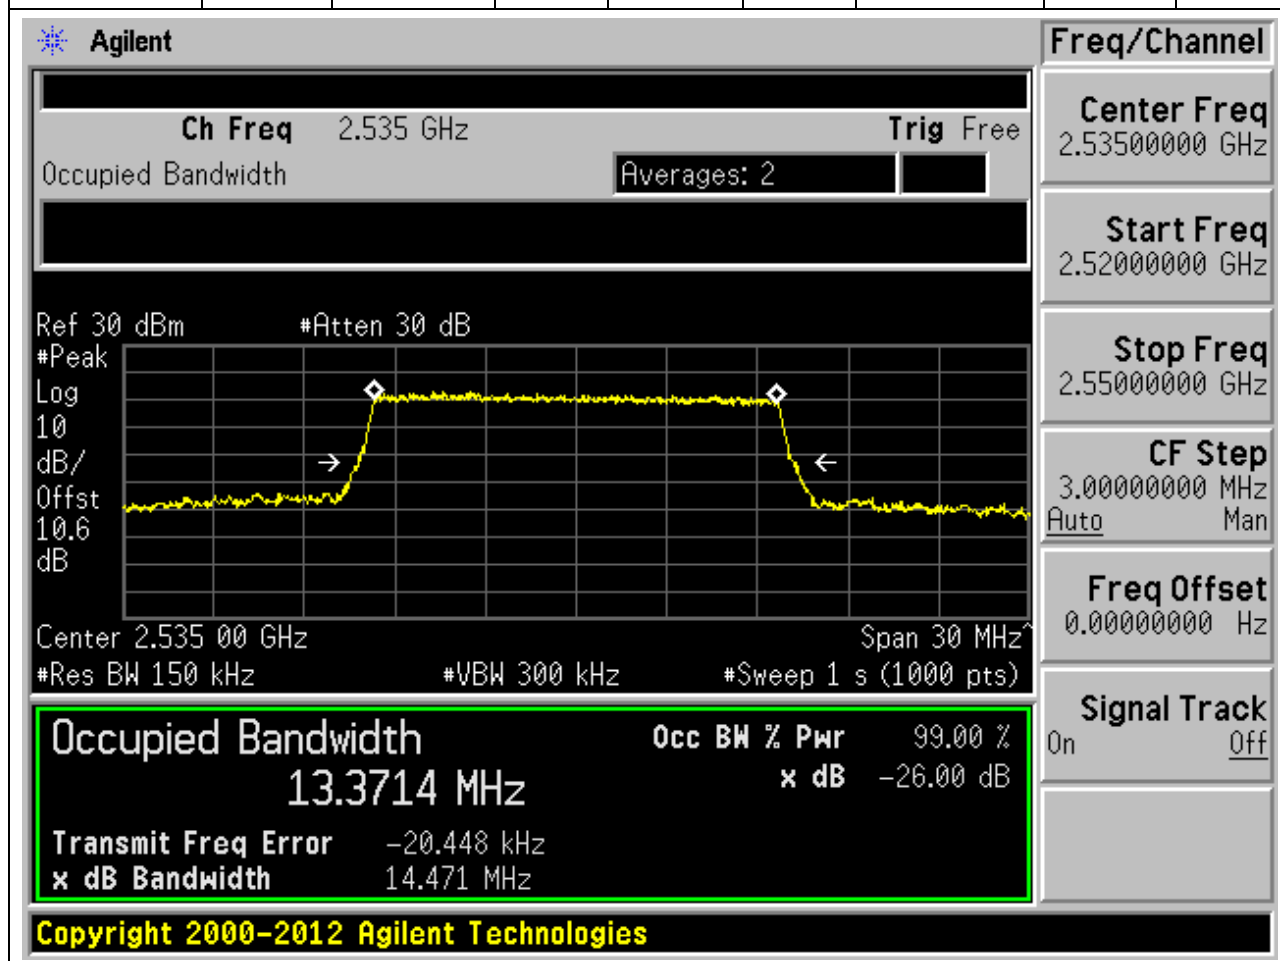 Agilent
Freq/Channel
Ch Freq 2.535 GHz Trig Free
Occupied Bandwidth Averages: 2
Center Freq
2.53500000 GHz
Start Freq
2.52000000 GHz
Stop Freq
2.55000000 GHz
CF Step
3.00000000 MHz
Auto Man
Freq Offset
0.00000000 Hz
Signal Track
On Off
Ref 30 dBm #Atten 30 dB
#Peak
Log
10
dB/
Offst
10.6
dB
Center 2.535 00 GHz Span 30 MHz^
#Res BW 150 kHz #VBW 300 kHz #Sweep 1 s (1000 pts)
Occupied Bandwidth
13.3714 MHz
Occ BW % Pwr 99.00 %
x dB -26.00 dB
Transmit Freq Error -20.448 kHz
x dB Bandwidth 14.471 MHz
Copyright 2000-2012 Agilent Technologies